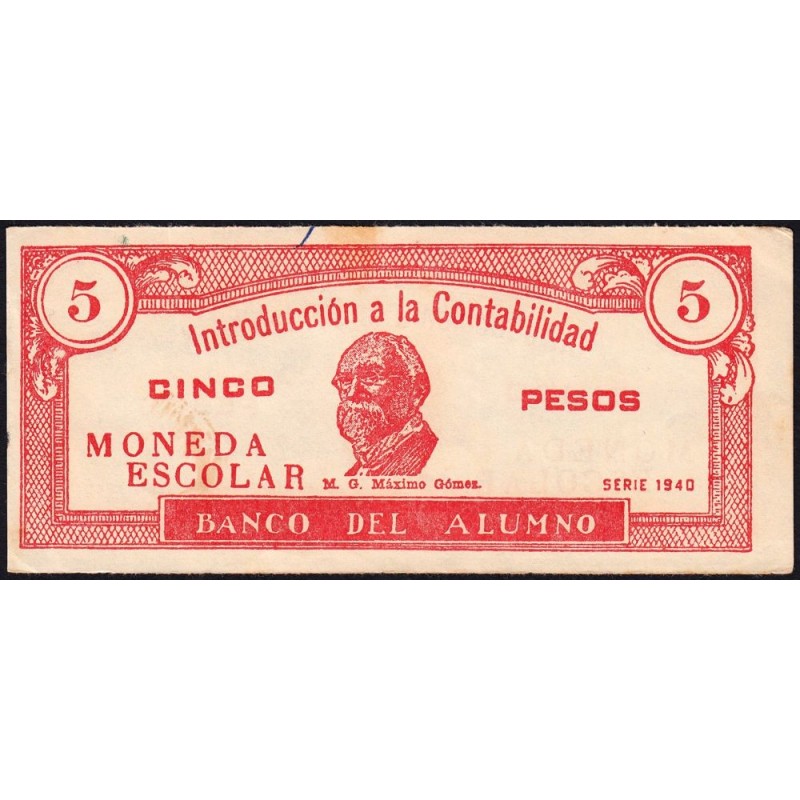 5 5
Introducción a la Contabilidad
CINCO PESOS
MONEDA
ESCOLAR
M. G. Máximo Gómez.
SERIE 1940
BANCO DEL ALUMNO